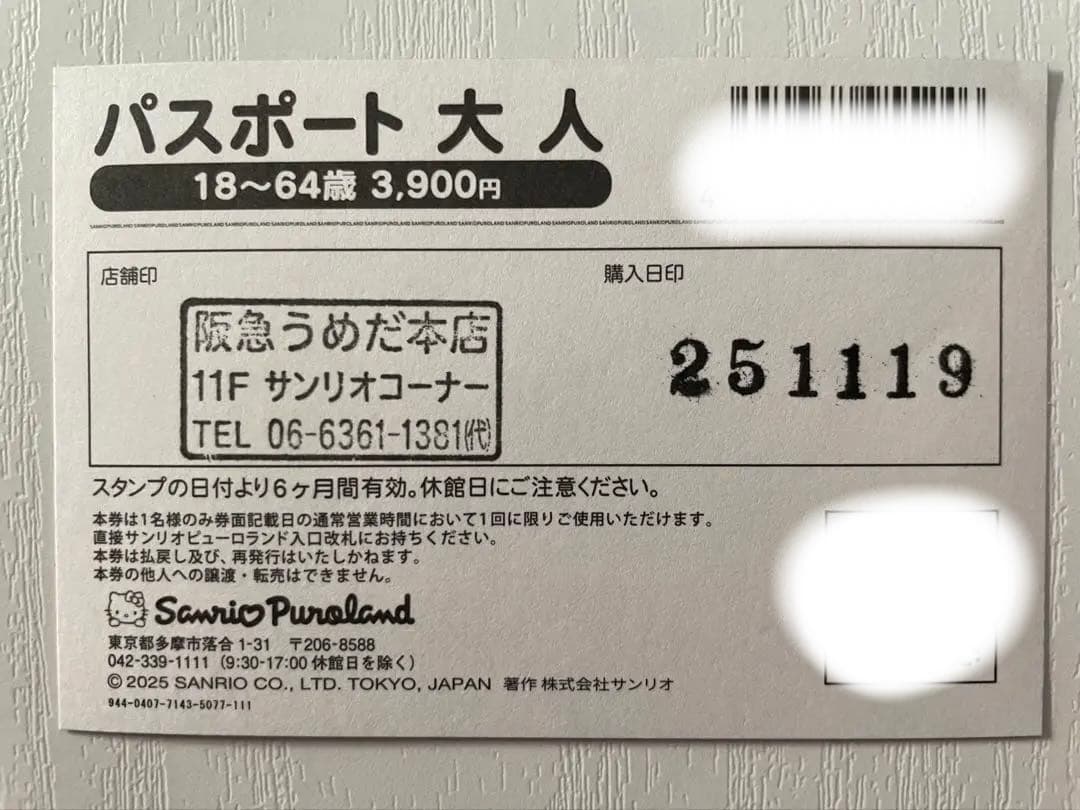 パスポート 大人
18〜64歳 3,900円
SANRIOPUROLAND SANRIOPUROLAND SANRIOPUROLAND
店舗印
購入日印
阪急うめだ本店
11F サンリオコーナー
TEL 06-6361-1381(代)
251119
スタンプの日付より6ヶ月間有効。休館日にご注意ください。
本券は1名様のみ券面記載日の通常営業時間において1回に限りご使用いただけます。
直接サンリオピューロランド入口改札にお持ちください。
本券は払戻し及び、再発行はいたしかねます。
本券の他人への譲渡・転売はできません。
Sanrio Puroland
東京都多摩市落合 1-31 〒206-8588
042-339-1111 (9:30-17:00 休館日を除く)
© 2025 SANRIO CO., LTD. TOKYO, JAPAN 著作 株式会社サンリオ
944-0407-7143-5077-111